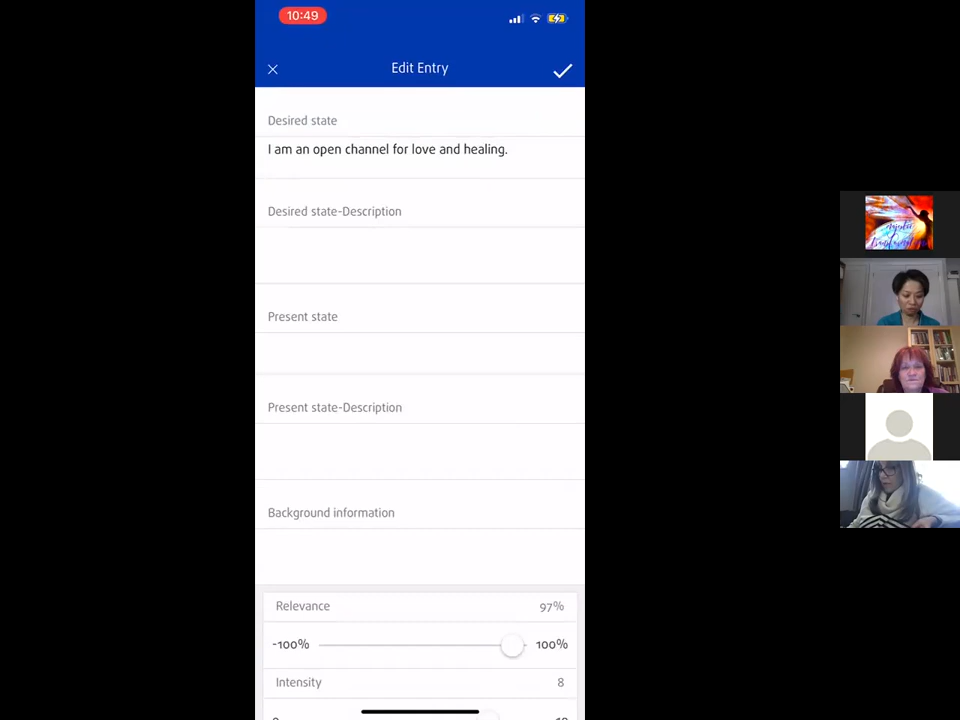 10:49
Edit Entry
Desired state
I am an open channel for love and healing.
Desired state-Description
Present state
Present state-Description
Background information
Relevance 97%
-100% 100%
Intensity 8